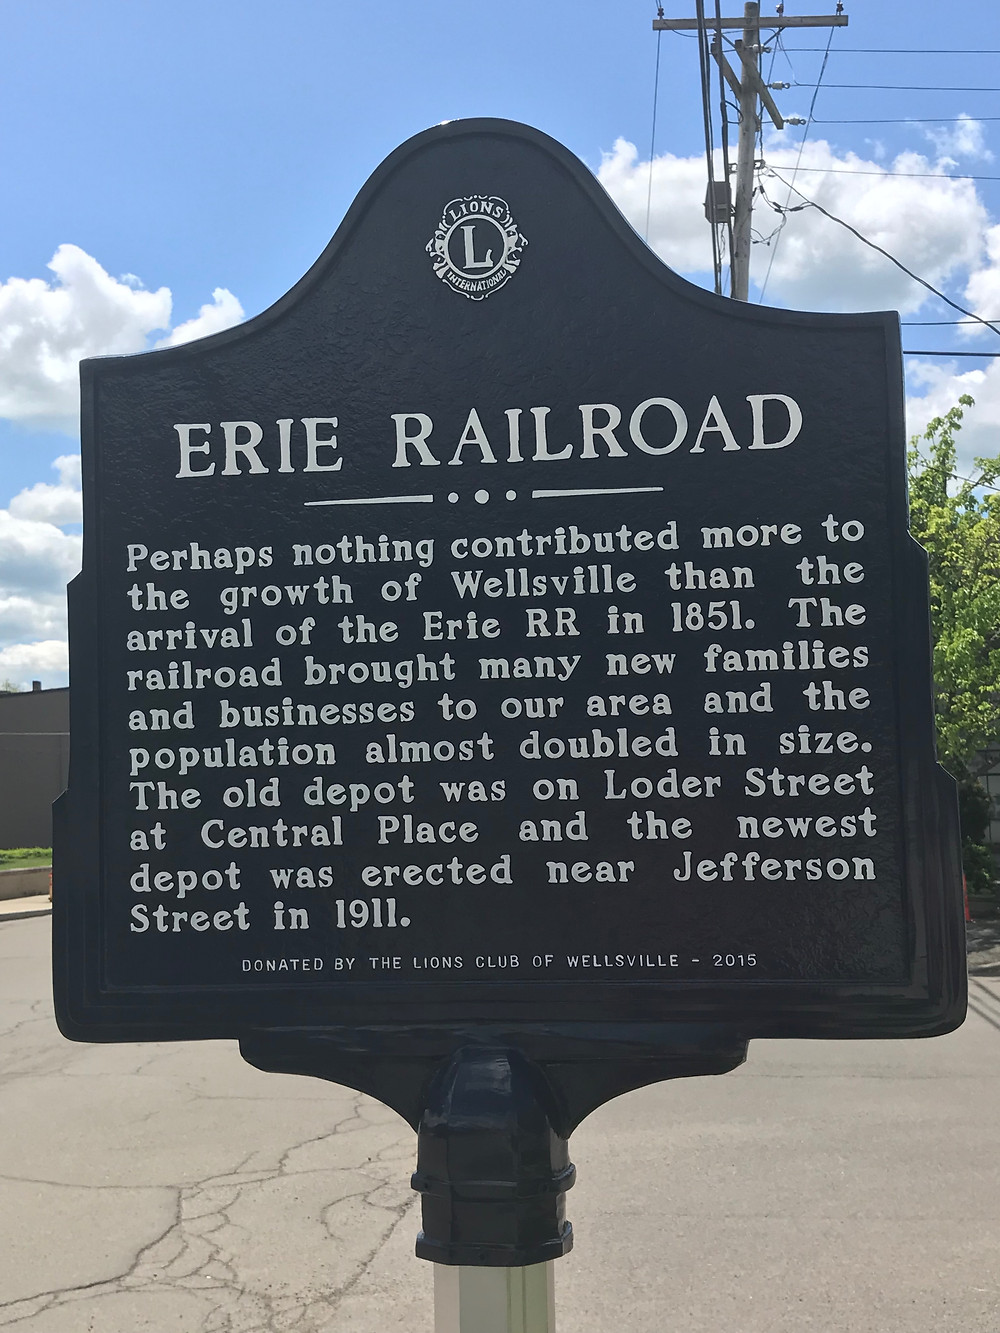 LIONS
L
INTERNATIONAL
ERIE RAILROAD
Perhaps nothing contributed more to
the growth of Wellsville than the
arrival of the Erie RR in 1851. The
railroad brought many new families
and businesses to our area and the
population almost doubled in size.
The old depot was on Loder Street
at Central Place and the newest
depot was erected near Jefferson
Street in 1911.
DONATED BY THE LIONS CLUB OF WELLSVILLE - 2015